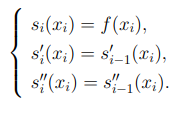 s_i(x_i) = f(x_i),
s'_i(x_i) = s'_{i−1}(x_i),
s''_i(x_i) = s''_{i−1}(x_i).